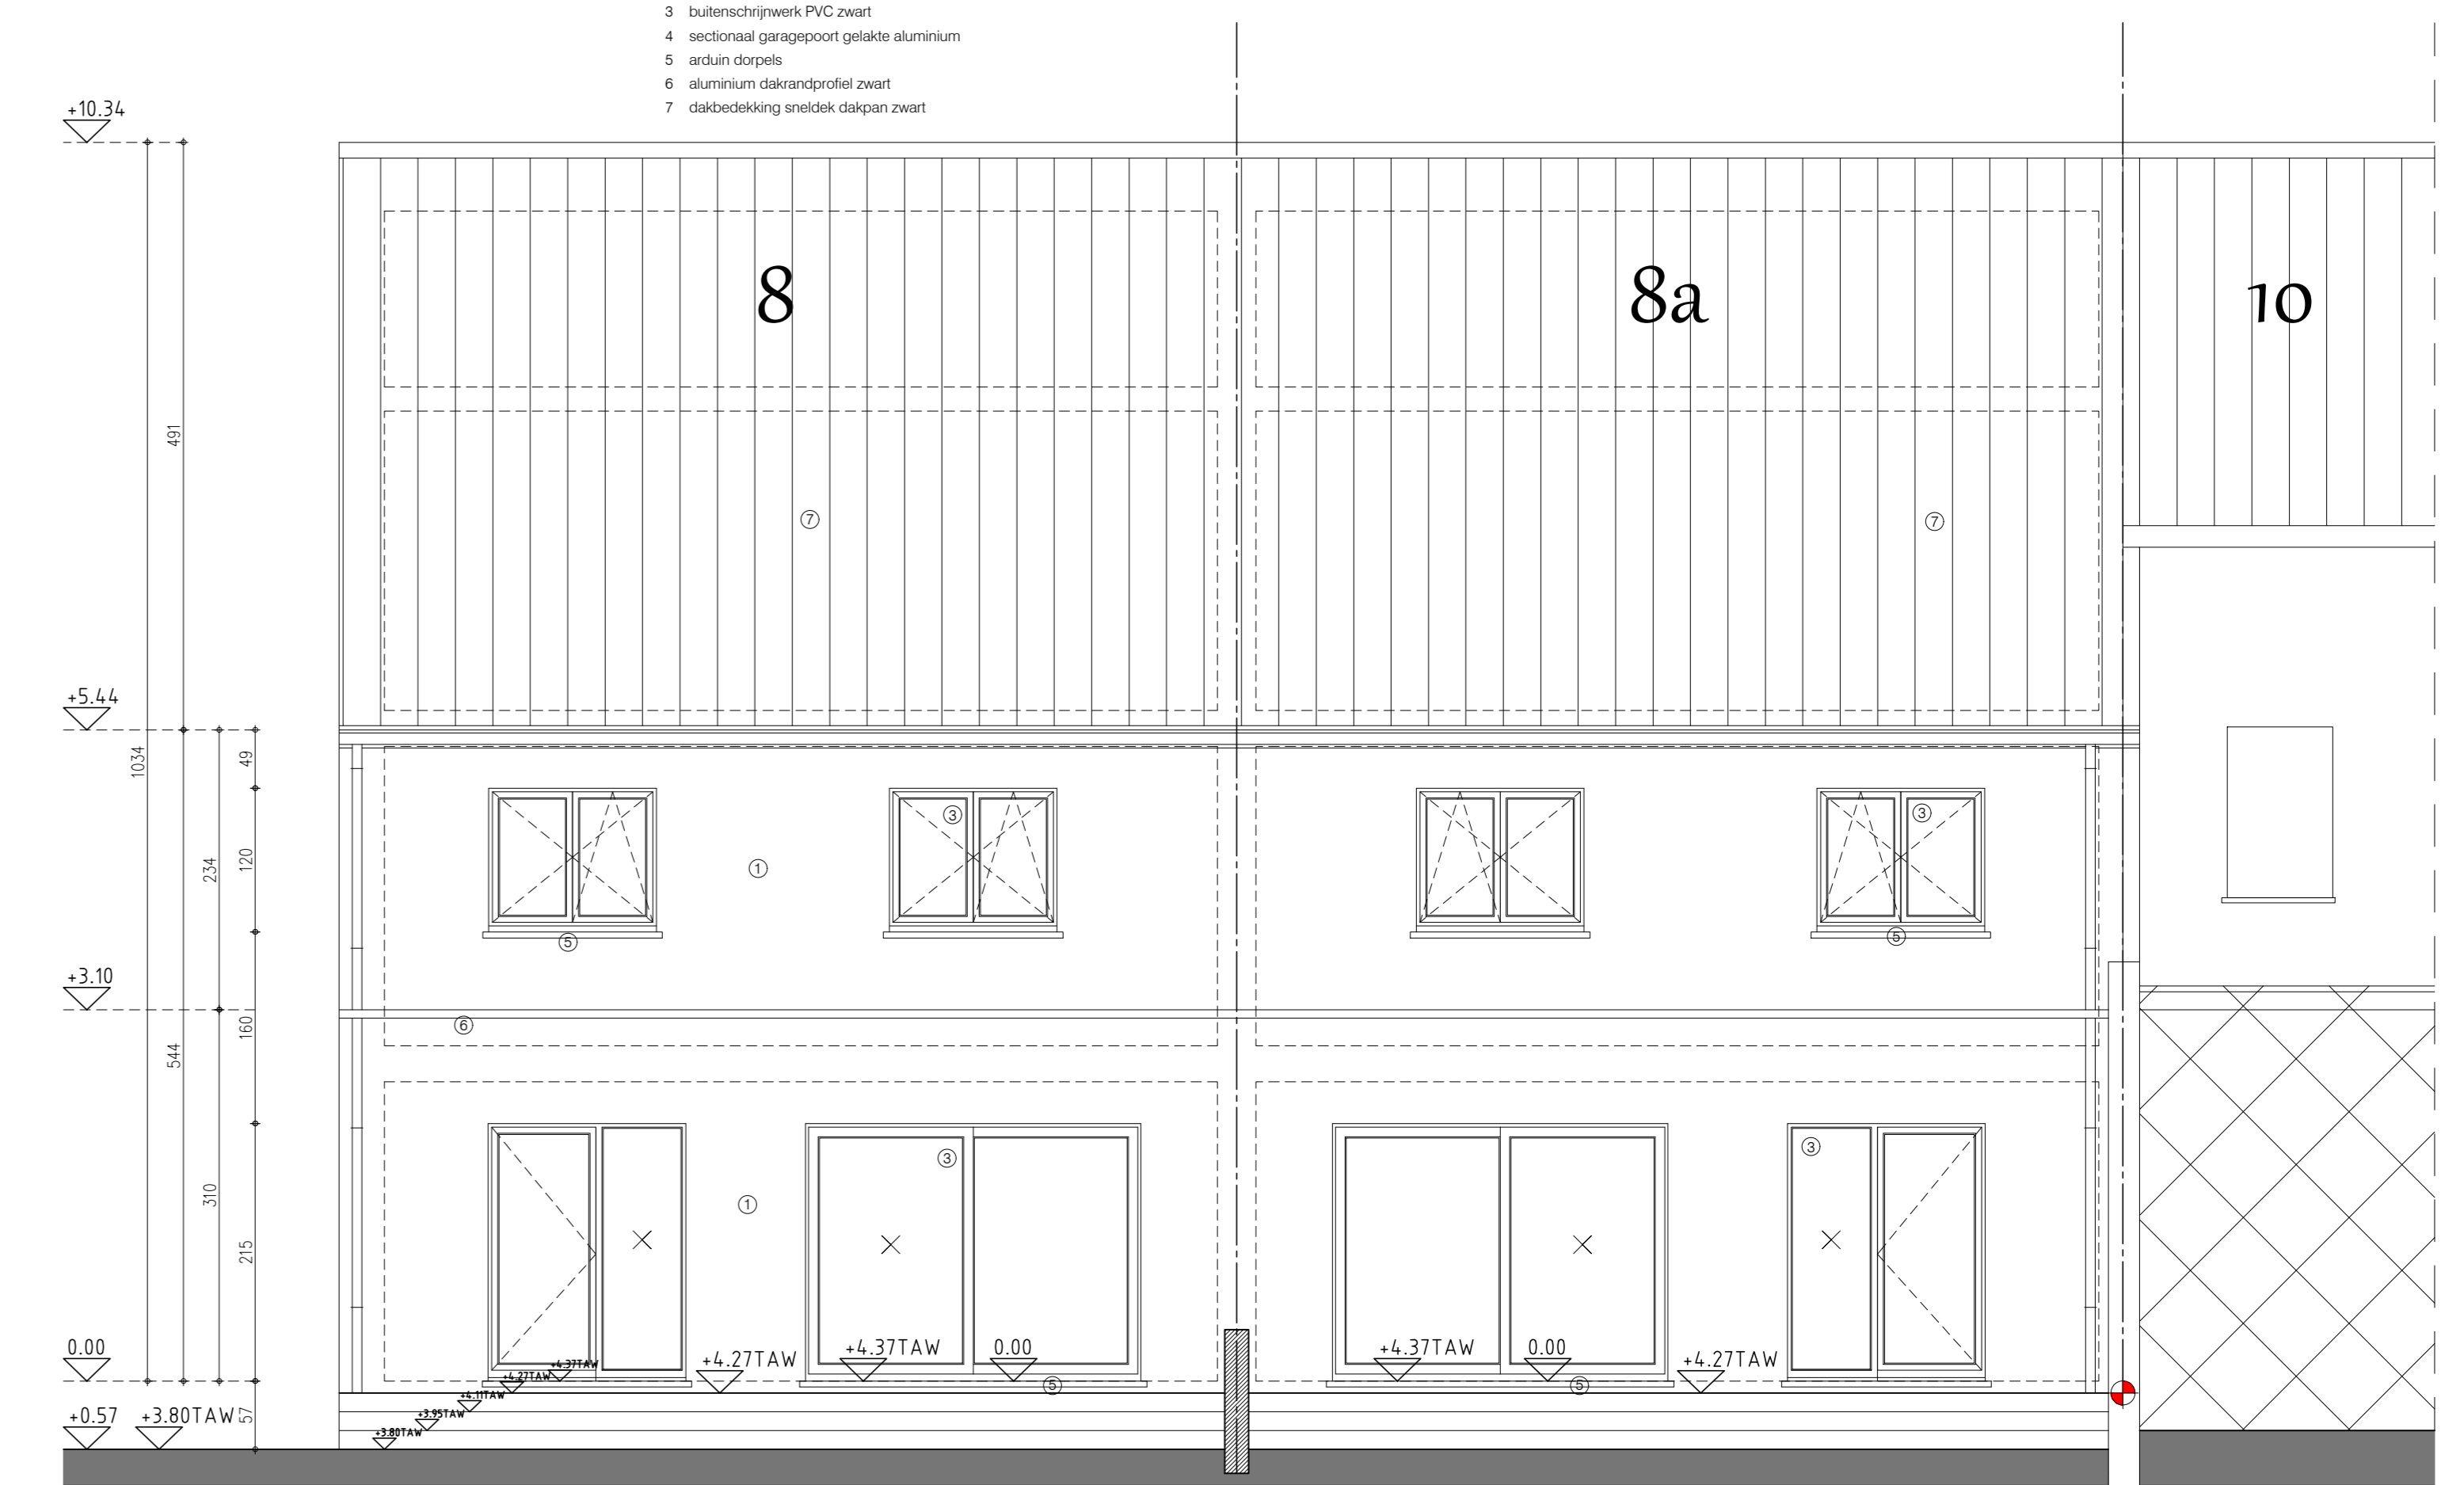 3 buitenschrijnwerk PVC zwart
4 sectionaal garagepoort gelakte aluminium
5 arduin dorpels
6 aluminium dakrandprofiel zwart
7 dakbedekking sneldek dakpan zwart
+10.34
8
8a
10
491
7
7
+5.44
1034
49
3
3
234
120
1
5
5
+3.10
6
160
544
3
3
310
1
215
0.00
+4.37TAW
+4.27TAW
+4.37TAW
0.00
+4.37TAW
0.00
+4.27TAW
+4.27TAW
5
5
+4.11TAW
+0.57
+3.80TAW
57
+3.95TAW
+3.80TAW